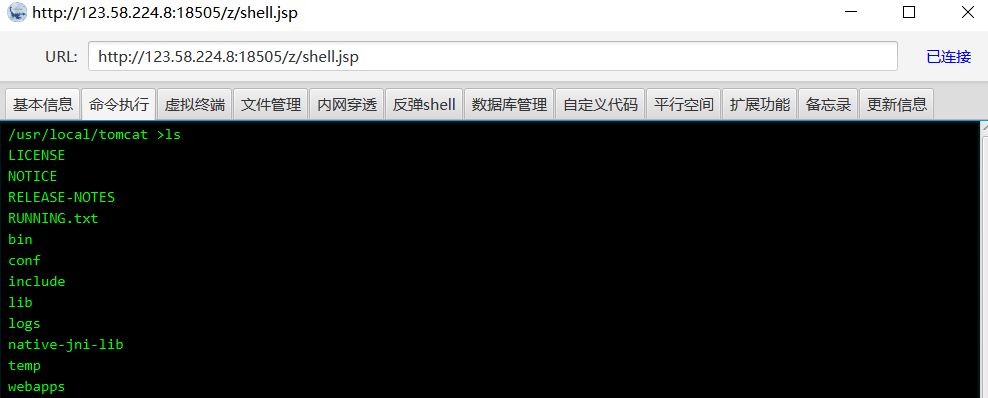 http://123.58.224.8:18505/z/shell.jsp
URL: http://123.58.224.8:18505/z/shell.jsp 已连接
基本信息 命令执行 虚拟终端 文件管理 内网穿透 反弹shell 数据库管理 自定义代码 平行空间 扩展功能 备忘录 更新信息
/usr/local/tomcat >ls
LICENSE
NOTICE
RELEASE-NOTES
RUNNING.txt
bin
conf
include
lib
logs
native-jni-lib
temp
webapps